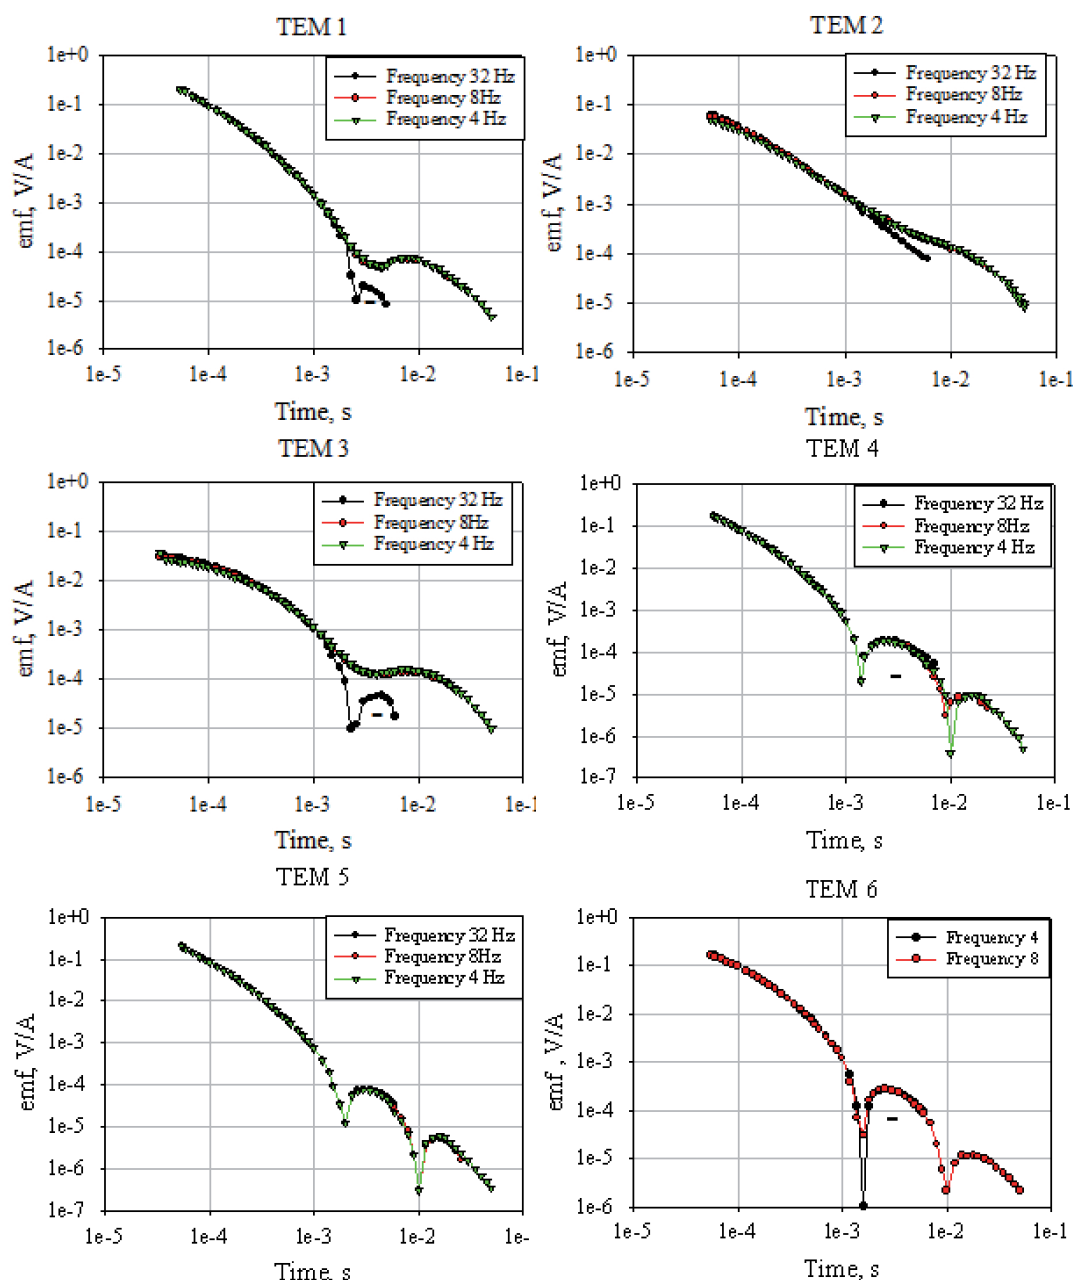 TEM 1
1e+0
1e-1
1e-2
1e-3
1e-4
1e-5
1e-6
emf, V/A
Frequency 32 Hz
Frequency 8Hz
Frequency 4 Hz
-
1e-5
1e-4
1e-3
1e-2
1e-1
Time, s
TEM 2
1e+0
1e-1
1e-2
1e-3
1e-4
1e-5
1e-6
emf, V/A
Frequency 32 Hz
Frequency 8Hz
Frequency 4 Hz
1e-5
1e-4
1e-3
1e-2
1e-1
Time, s
TEM 3
1e+0
1e-1
1e-2
1e-3
1e-4
1e-5
1e-6
emf, V/A
Frequency 32 Hz
Frequency 8Hz
Frequency 4 Hz
-
1e-5
1e-4
1e-3
1e-2
1e-1
Time, s
TEM 4
1e+0
1e-1
1e-2
1e-3
1e-4
1e-5
1e-6
1e-7
emf, V/A
Frequency 32 Hz
Frequency 8Hz
Frequency 4 Hz
-
1e-5
1e-4
1e-3
1e-2
1e-1
Time, s
TEM 5
1e+0
1e-1
1e-2
1e-3
1e-4
1e-5
1e-6
1e-7
emf, V/A
Frequency 32 Hz
Frequency 8Hz
Frequency 4 Hz
1e-5
1e-4
1e-3
1e-2
1e-
Time, s
TEM 6
1e+0
1e-1
1e-2
1e-3
1e-4
1e-5
1e-6
emf , V/A
Frequency 4
Frequency 8
-
1e-5
1e-4
1e-3
1e-2
1e-1
Time, s